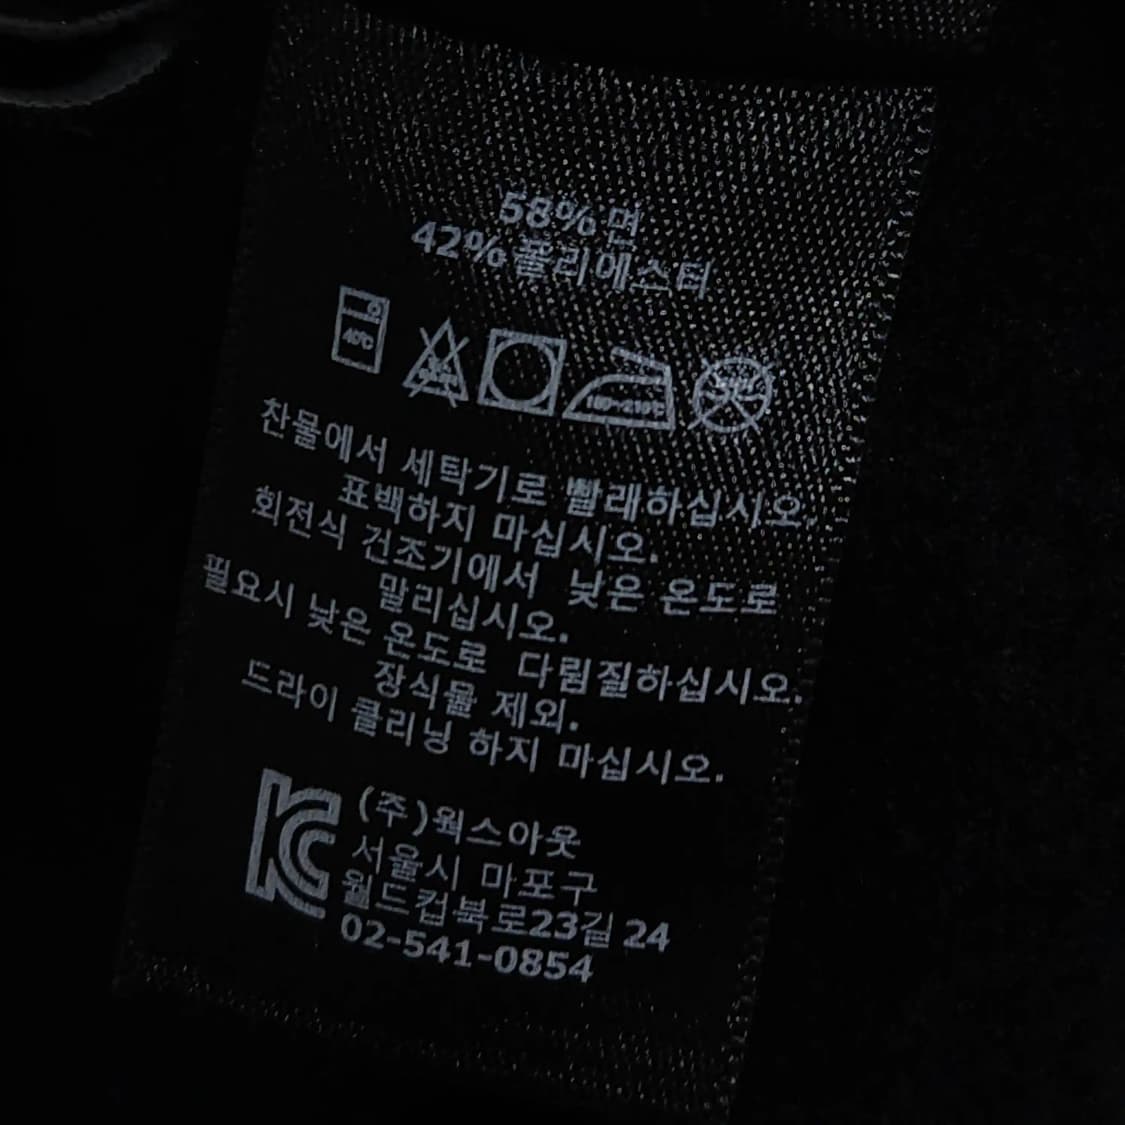 58% 면
42% 폴리에스터
40℃
180~210℃
찬물에서 세탁기로 빨래하십시오.
표백하지 마십시오.
회전식 건조기에서 낮은 온도로
말리십시오.
필요시 낮은 온도로 다림질하십시오.
장식물 제외.
드라이 클리닝 하지 마십시오.
(주)웍스아웃
서울시 마포구
월드컵북로23길 24
02-541-0854